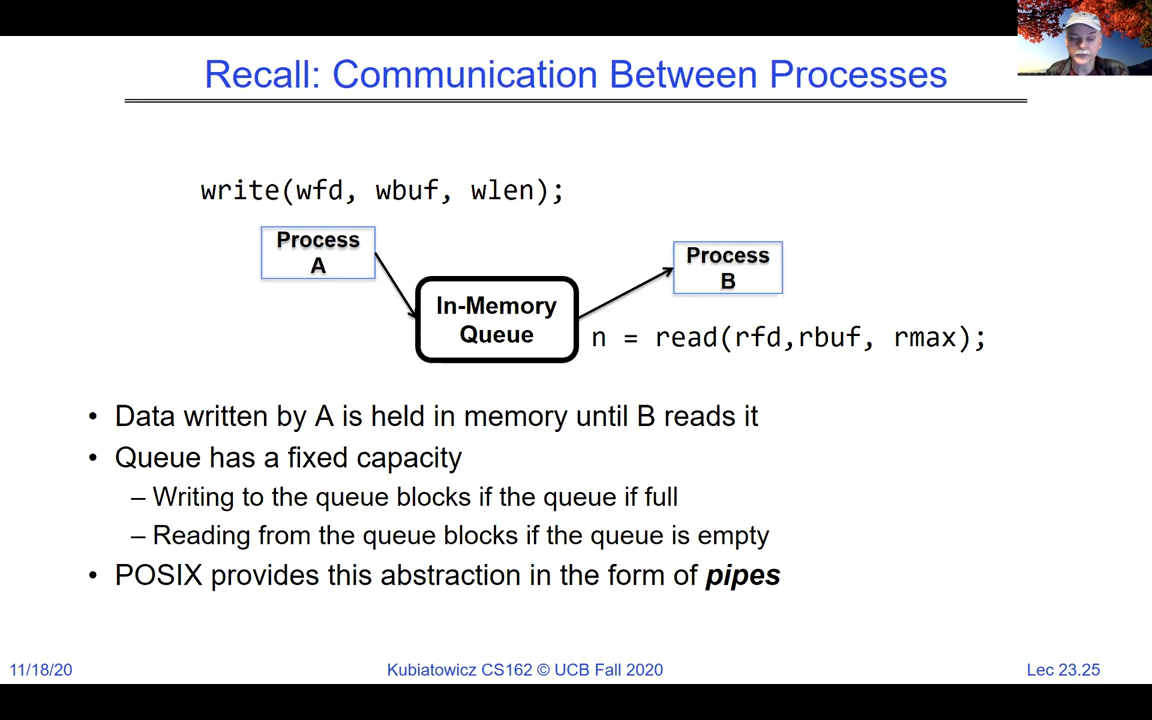 Recall: Communication Between Processes
write(wfd, wbuf, wlen);
Process
A
In-Memory
Queue
Process
B
n = read(rfd,rbuf, rmax);
• Data written by A is held in memory until B reads it
• Queue has a fixed capacity
– Writing to the queue blocks if the queue if full
– Reading from the queue blocks if the queue is empty
• POSIX provides this abstraction in the form of pipes
11/18/20
Kubiatowicz CS162 © UCB Fall 2020
Lec 23.25